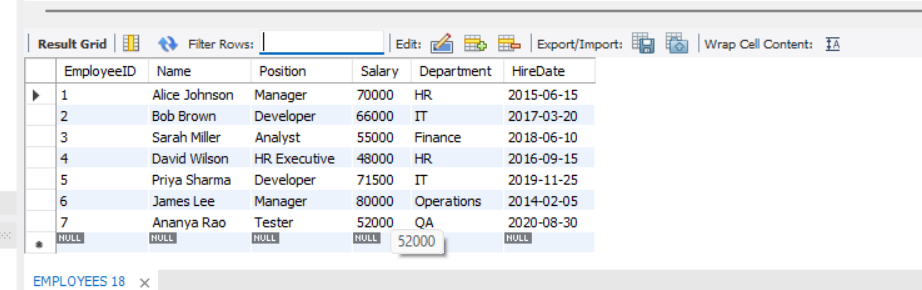 Result Grid Filter Rows: Edit: Export/Import: Wrap Cell Content: IA
EmployeeID Name Position Salary Department HireDate
1 Alice Johnson Manager 70000 HR 2015-06-15
2 Bob Brown Developer 66000 IT 2017-03-20
3 Sarah Miller Analyst 55000 Finance 2018-06-10
4 David Wilson HR Executive 48000 HR 2016-09-15
5 Priya Sharma Developer 71500 IT 2019-11-25
6 James Lee Manager 80000 Operations 2014-02-05
7 Ananya Rao Tester 52000 QA 2020-08-30
NULL NULL NULL NULL NULL
52000
EMPLOYEES 18